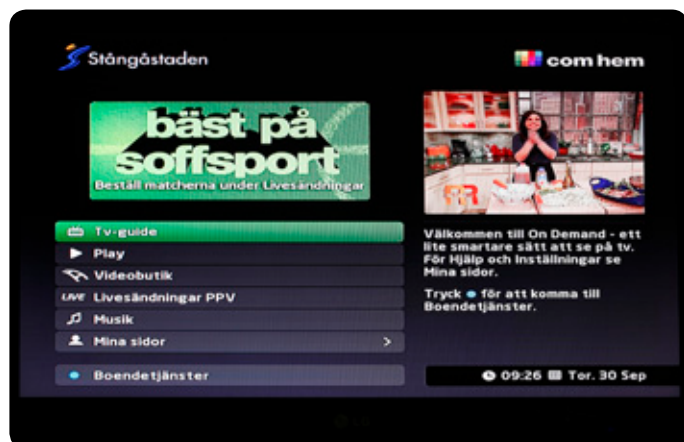 Stångåstaden
com hem
bäst på
soffsport
Beställ matcherna under Livesändningar
Tv-guide
Play
Videobutik
LIVE Livesändningar PPV
Musik
Mina sidor >
Boendetjänster
Välkommen till On Demand - ett
lite smartare sätt att se på tv.
För Hjälp och Inställningar se
Mina sidor.
Tryck för att komma till
Boendetjänster.
09:26 Tor. 30 Sep
LG